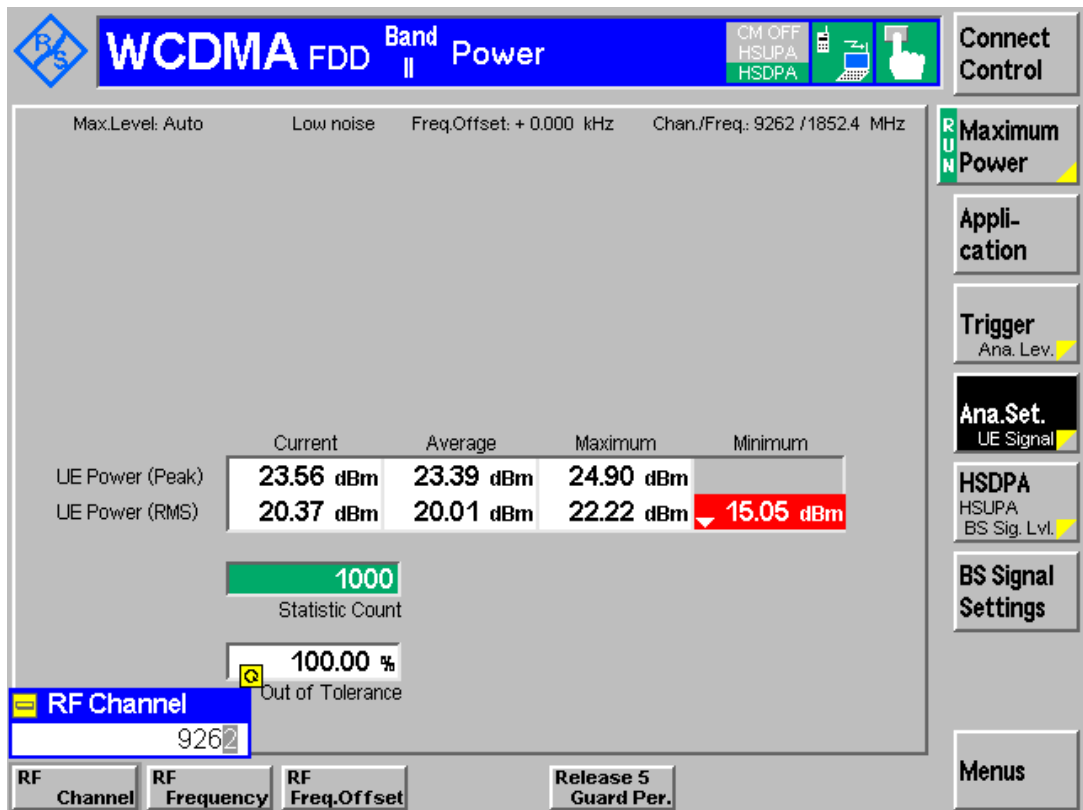 R/S
WCDMA FDD Band II Power
CM OFF
HSUPA
HSDPA
Connect Control
Max.Level: Auto Low noise Freq.Offset: + 0.000 kHz Chan./Freq.: 9262 / 1852.4 MHz
RUN
Maximum Power
Appli-
cation
Trigger
Ana. Lev.
Ana.Set.
UE Signal
Current Average Maximum Minimum
UE Power (Peak) 23.56 dBm 23.39 dBm 24.90 dBm
UE Power (RMS) 20.37 dBm 20.01 dBm 22.22 dBm 15.05 dBm
HSDPA
HSUPA
BS Sig. Lvl.
1000
Statistic Count
BS Signal
Settings
100.00 %
Out of Tolerance
RF Channel
9262
Menus
RF Channel
RF Frequency
RF Freq.Offset
Release 5 Guard Per.